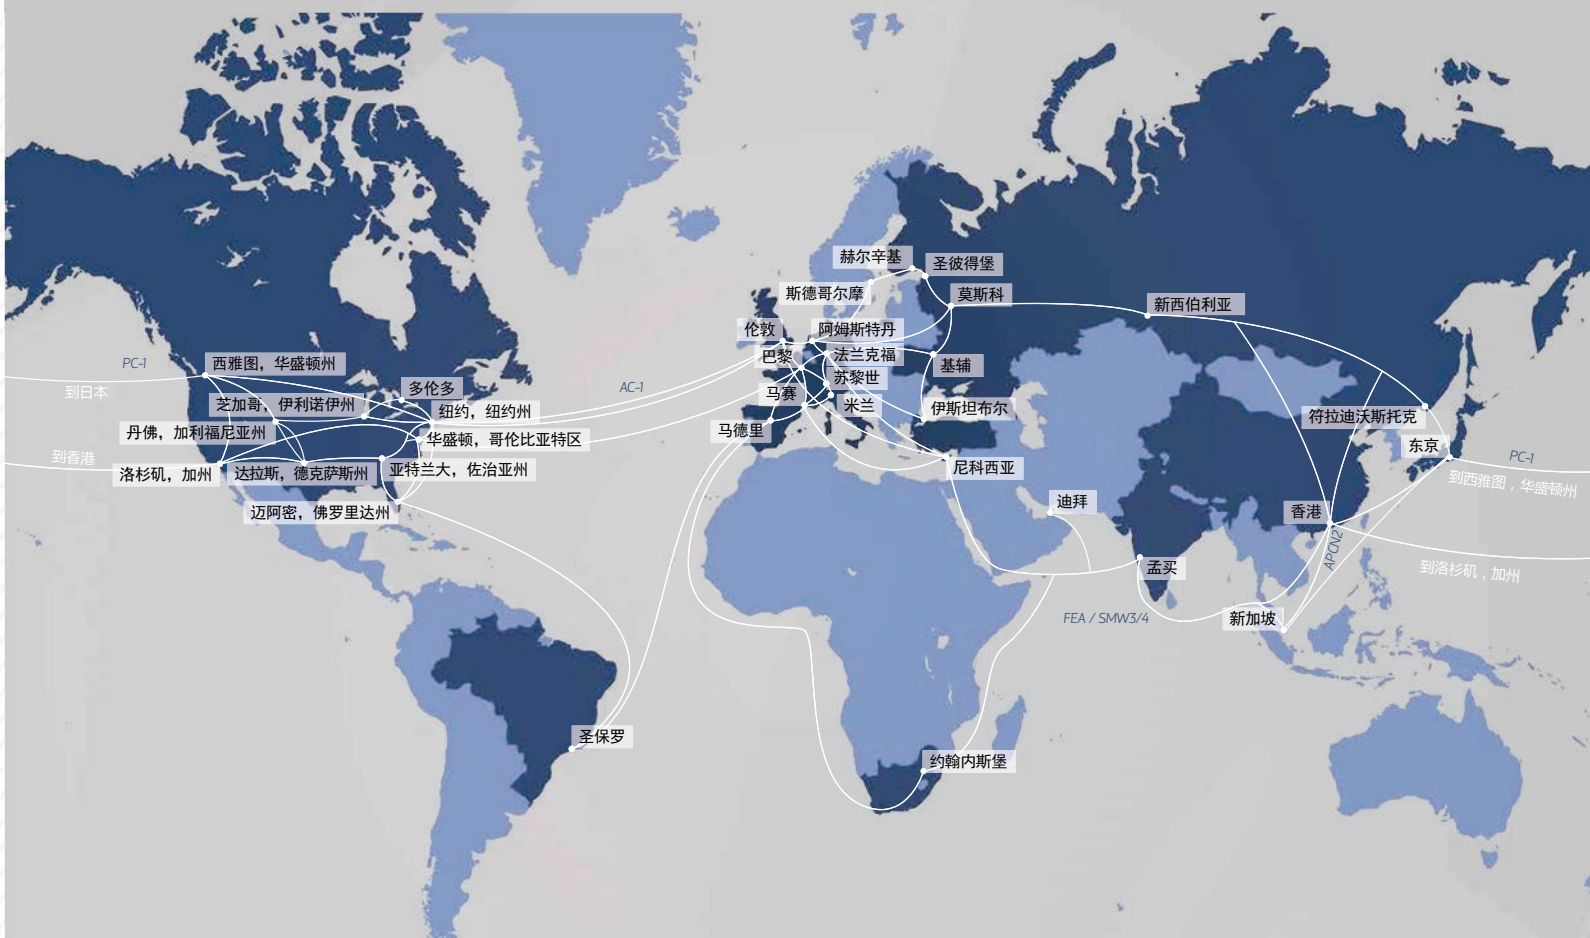 赫尔辛基
圣彼得堡
斯德哥尔摩
莫斯科
新西伯利亚
伦敦
阿姆斯特丹
巴黎
法兰克福
基辅
PC-1
西雅图，华盛顿州
到日本
多伦多
AC-1
苏黎世
马赛
米兰
伊斯坦布尔
芝加哥，伊利诺伊州
纽约，纽约州
符拉迪沃斯托克
丹佛，加利福尼亚州
华盛顿，哥伦比亚特区
马德里
东京
到香港
PC-1
洛杉矶，加州
达拉斯，德克萨斯州
亚特兰大，佐治亚州
尼科西亚
到西雅图，华盛顿州
迈阿密，佛罗里达州
迪拜
香港
APCN2
孟买
到洛杉矶，加州
FEA / SMW3/4
新加坡
圣保罗
约翰内斯堡